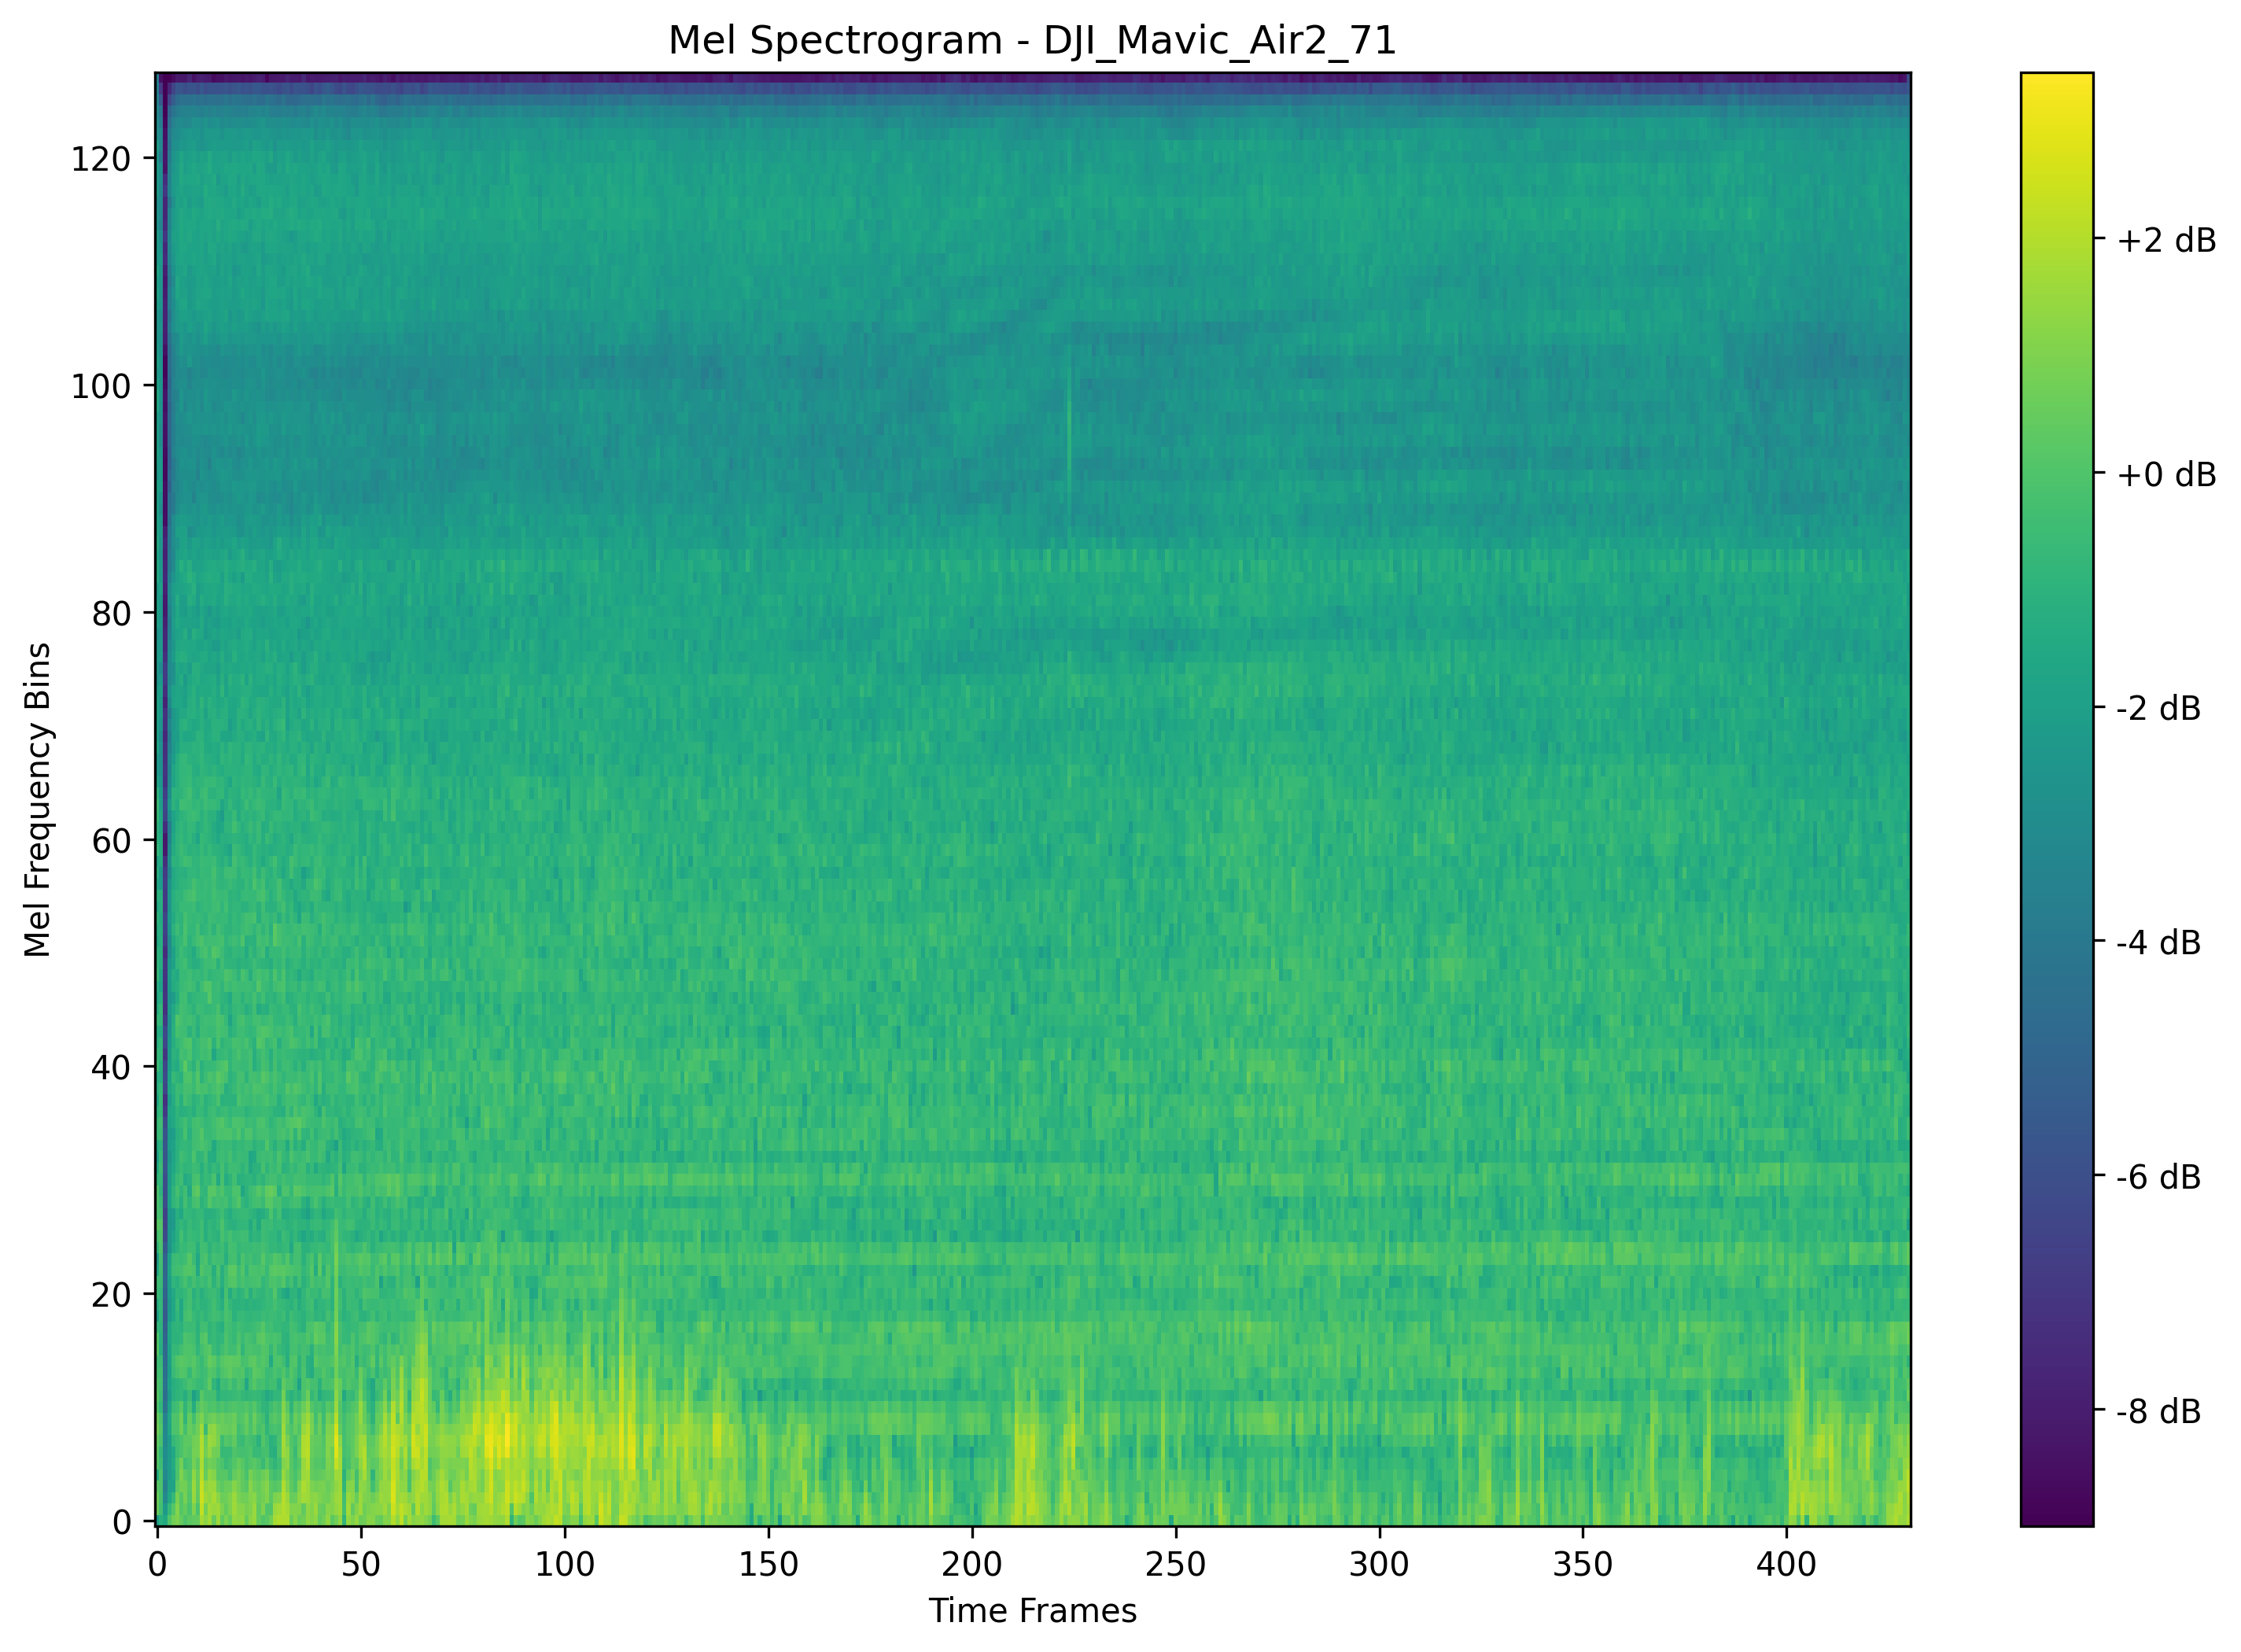 Mel Spectrogram - DJI_Mavic_Air2_71
Mel Frequency Bins
120
100
80
60
40
20
0
0 50 100 150 200 250 300 350 400
Time Frames
+2 dB
+0 dB
-2 dB
-4 dB
-6 dB
-8 dB